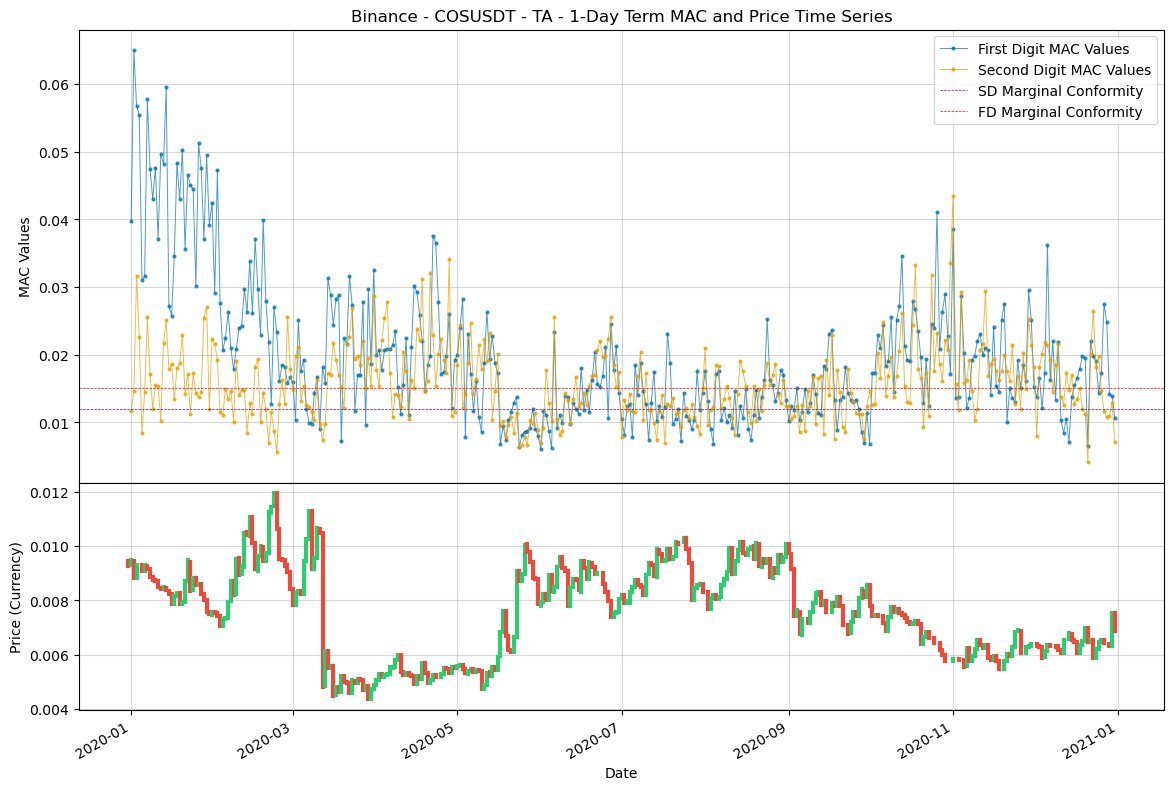 Binance - COSUSDT - TA - 1-Day Term MAC and Price Time Series
First Digit MAC Values
Second Digit MAC Values
SD Marginal Conformity
FD Marginal Conformity
MAC Values
0.06
0.05
0.04
0.03
0.02
0.01
Price (Currency)
0.012
0.010
0.008
0.006
0.004
2020-01
2020-03
2020-05
2020-07
2020-09
2020-11
2021-01
Date